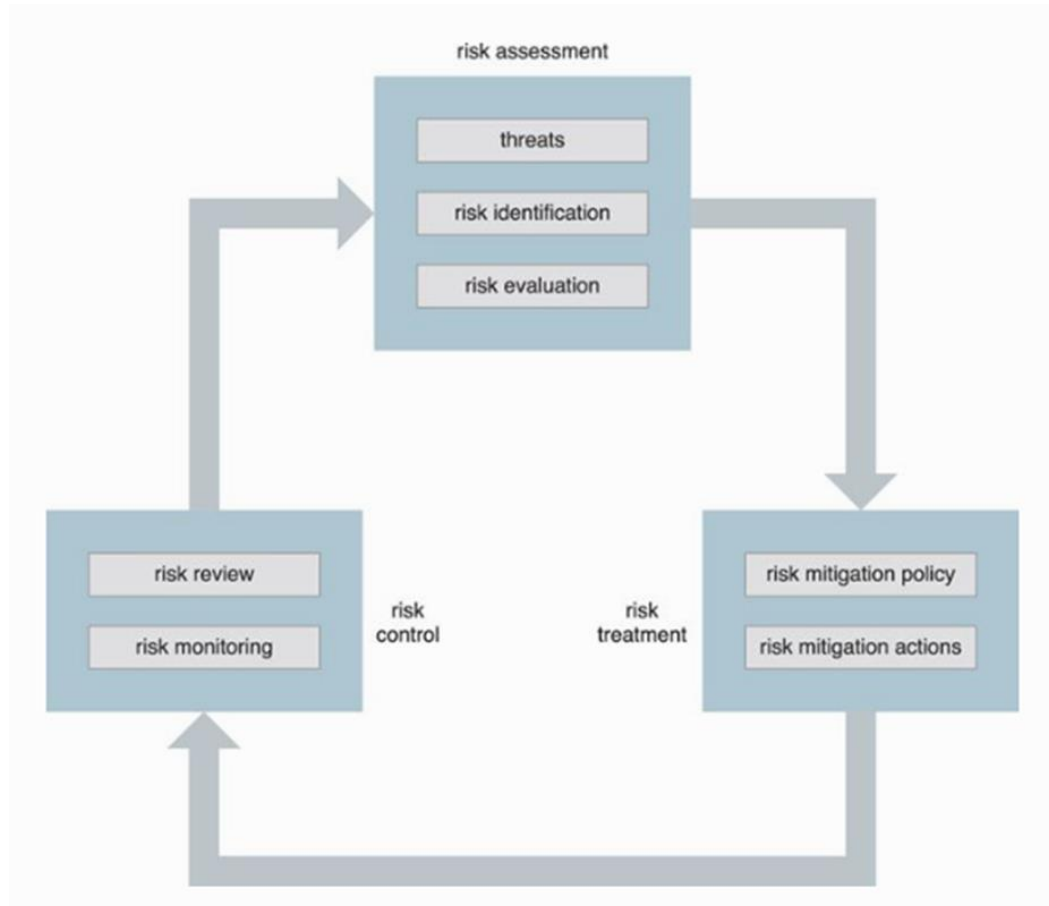 risk assessment
threats
risk identification
risk evaluation
risk review
risk monitoring
risk
control
risk
treatment
risk mitigation policy
risk mitigation actions